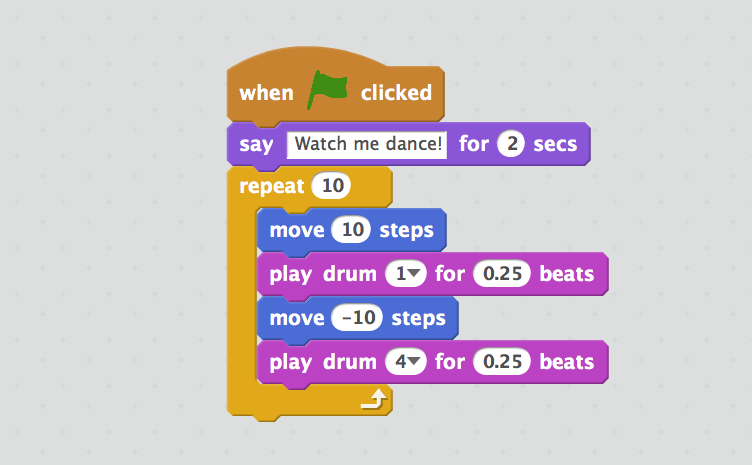 when clicked
say Watch me dance! for 2 secs
repeat 10
move 10 steps
play drum 1 for 0.25 beats
move -10 steps
play drum 4 for 0.25 beats